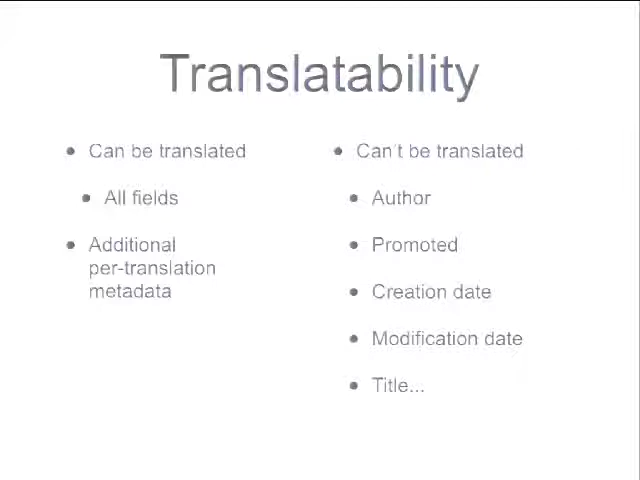 Translatability
Can be translated
All fields
Additional
per-translation
metadata
Can't be translated
Author
Promoted
Creation date
Modification date
Title...